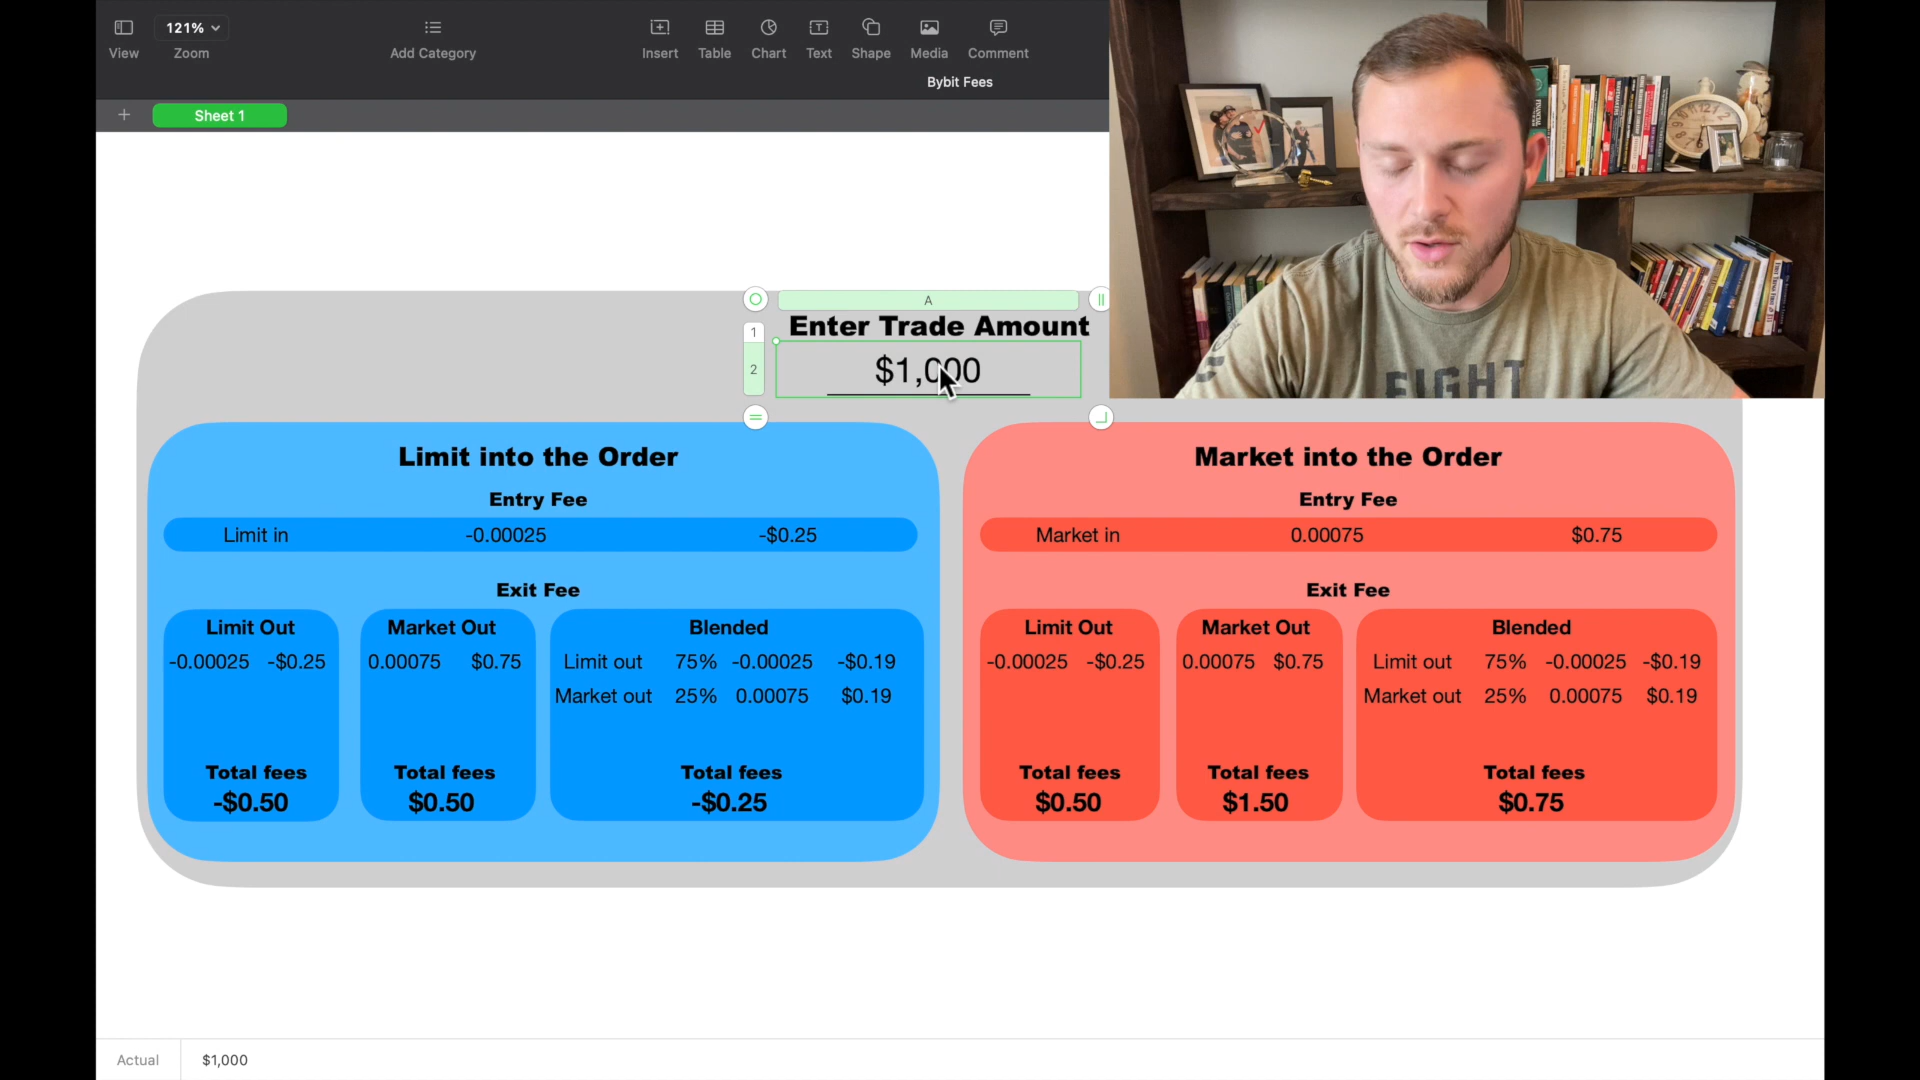 121%
View
Zoom
Add Category
Insert
Table
Chart
Text
Shape
Media
Comment
Bybit Fees
Sheet 1
A
1
Enter Trade Amount
2
$1,000
FIGHT
Limit into the Order
Entry Fee
Limit in -0.00025 -$0.25
Exit Fee
Limit Out
-0.00025 -$0.25
Total fees
-$0.50
Market Out
0.00075 $0.75
Total fees
$0.50
Blended
Limit out 75% -0.00025 -$0.19
Market out 25% 0.00075 $0.19
Total fees
-$0.25
Market into the Order
Entry Fee
Market in 0.00075 $0.75
Exit Fee
Limit Out
-0.00025 -$0.25
Total fees
$0.50
Market Out
0.00075 $0.75
Total fees
$1.50
Blended
Limit out 75% -0.00025 -$0.19
Market out 25% 0.00075 $0.19
Total fees
$0.75
Actual $1,000